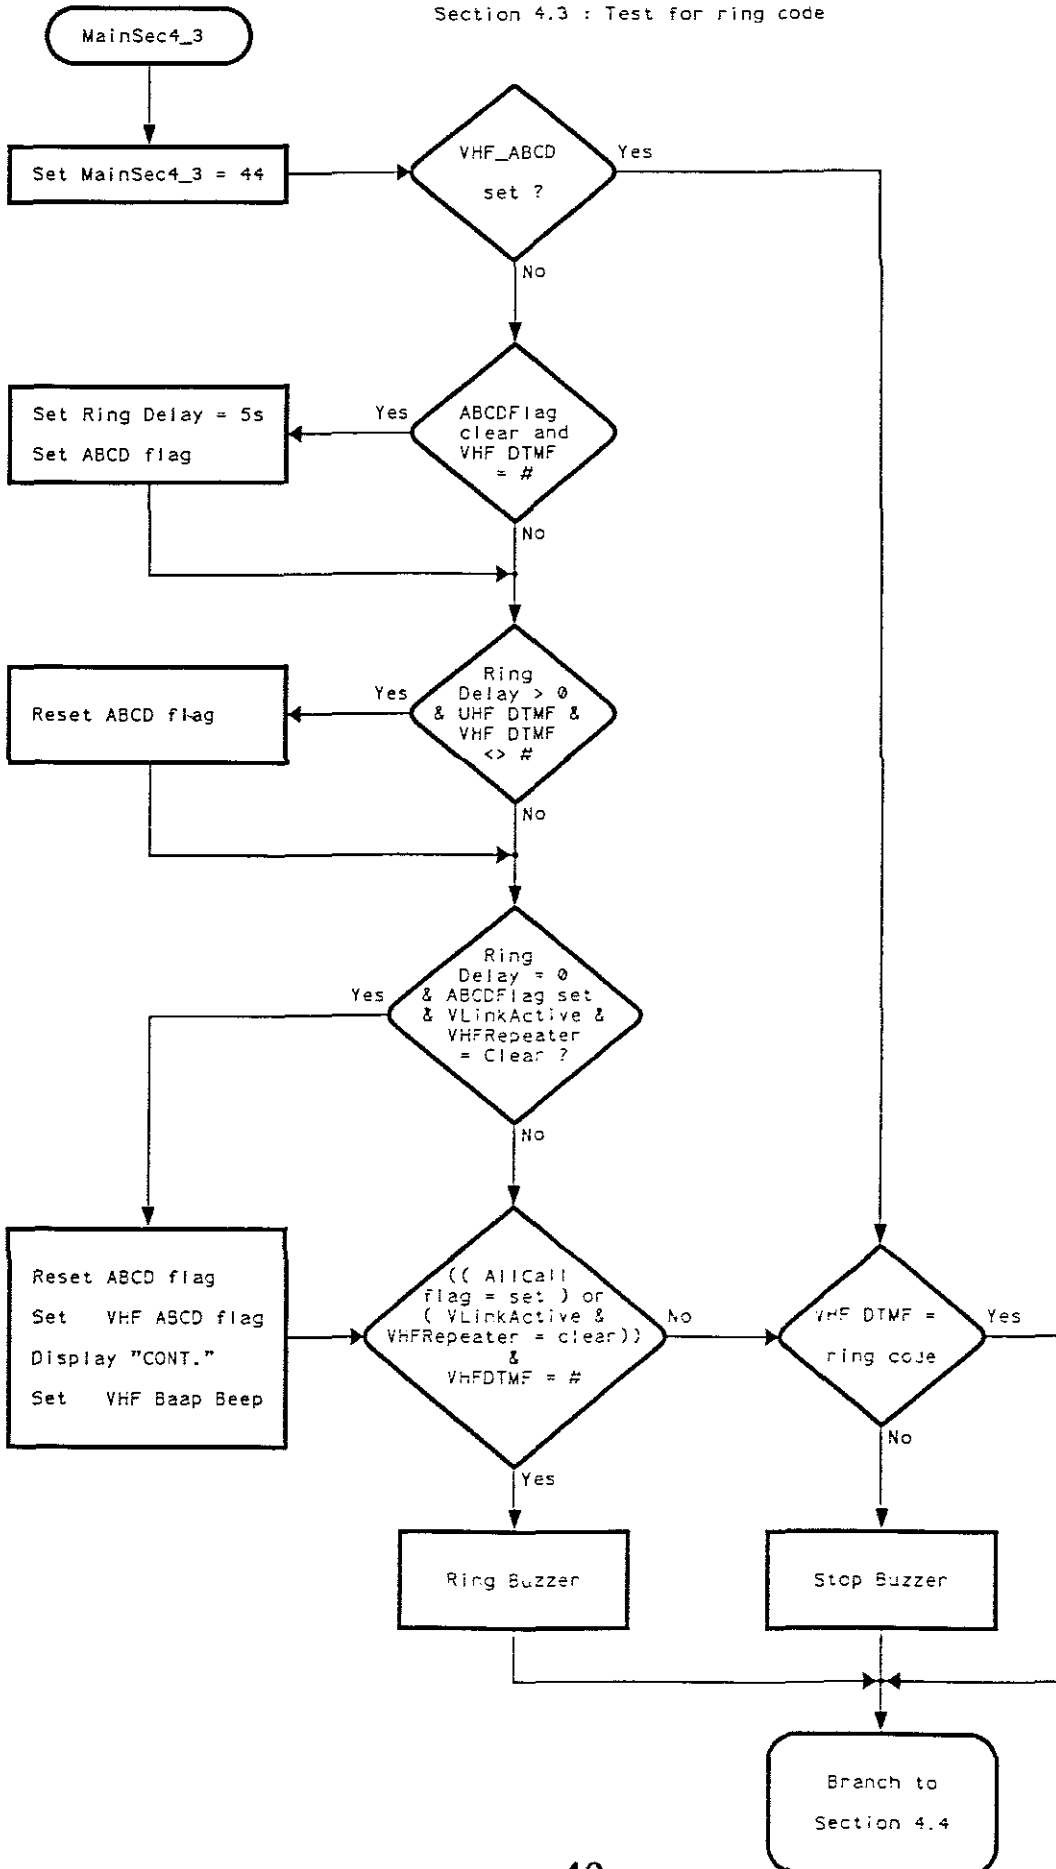 Section 4.3 : Test for ring code
MainSec4_3
Set MainSec4_3 = 44
VHF_ABCD
set ?
Yes
No
Set Ring Delay = 5s
Set ABCD flag
Yes
ABCDFlag
clear and
VHF DTMF
= #
No
Reset ABCD flag
Yes
Ring
Delay > 0
& UHF DTMF &
VHF DTMF
<> #
No
Yes
Ring
Delay = 0
& ABCDFlag set
& VLinkActive &
VHFRepeater
= Clear ?
No
Reset ABCD flag
Set VHF ABCD flag
Display "CONT."
Set VHF Baap Beep
(( AllCall
flag = set ) or
( VLinkActive &
VHFRepeater = clear))
&
VHFDTMF = #
No
Yes
VHF DTMF =
ring code
Yes
No
Ring Buzzer
Stop Buzzer
Branch to
Section 4.4